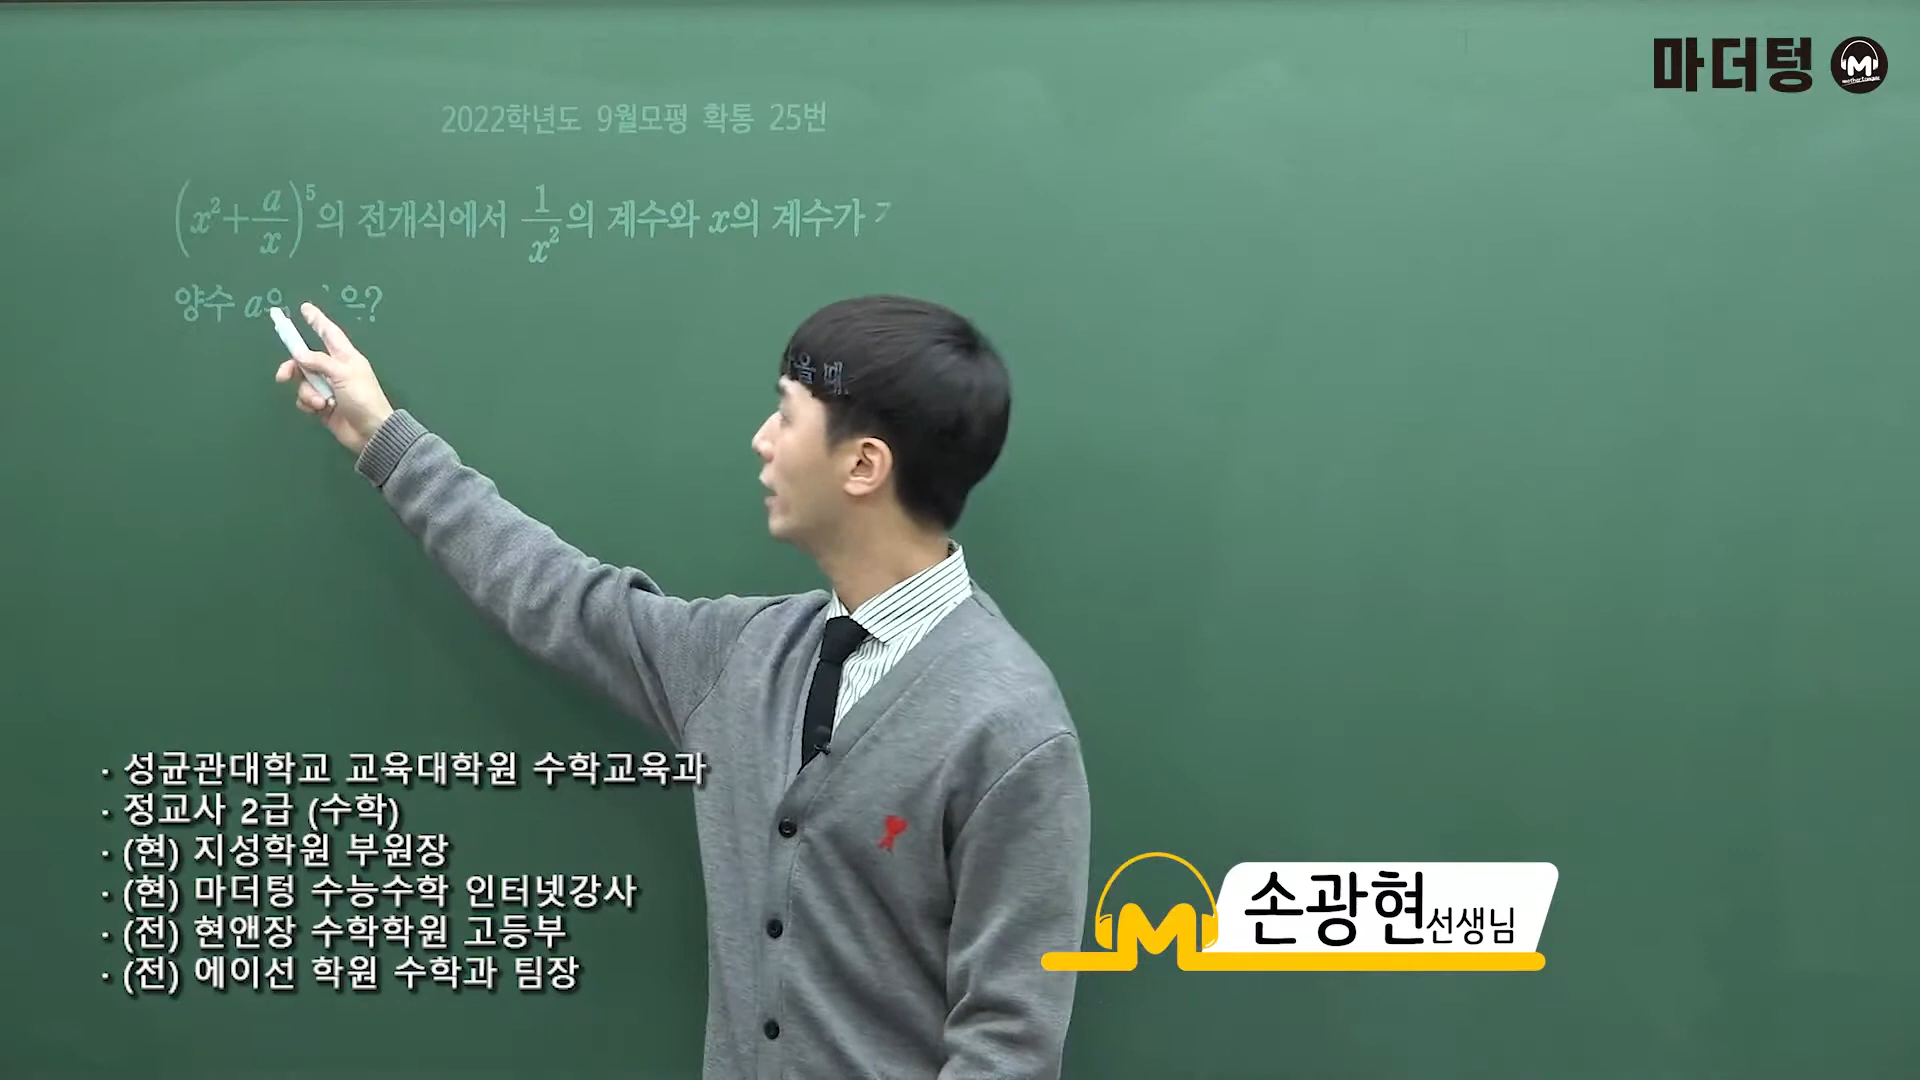 마더텅 M
2022학년도 9월모평 확통 25번
(x²+a/x)⁵의 전개식에서 1/x²의 계수와 x의 계수가
양수 a 은?
을 때,
· 성균관대학교 교육대학원 수학교육과
· 정교사 2급 (수학)
· (현) 지성학원 부원장
· (현) 마더텅 수능수학 인터넷강사
· (전) 현앤장 수학학원 고등부
· (전) 에이선 학원 수학과 팀장
M 손광현 선생님